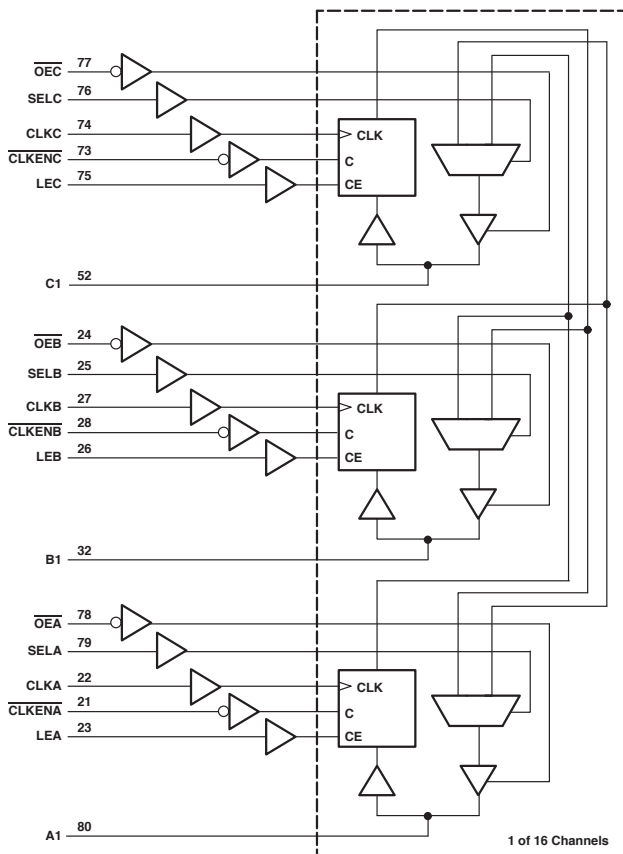 OEC 77
SELC 76
CLKC 74
CLKENC 73
LEC 75
CLK
C
CE
C1 52
OEB 24
SELB 25
CLKB 27
CLKENB 28
LEB 26
CLK
C
CE
B1 32
OEA 78
SELA 79
CLKA 22
CLKENA 21
LEA 23
CLK
C
CE
A1 80
1 of 16 Channels